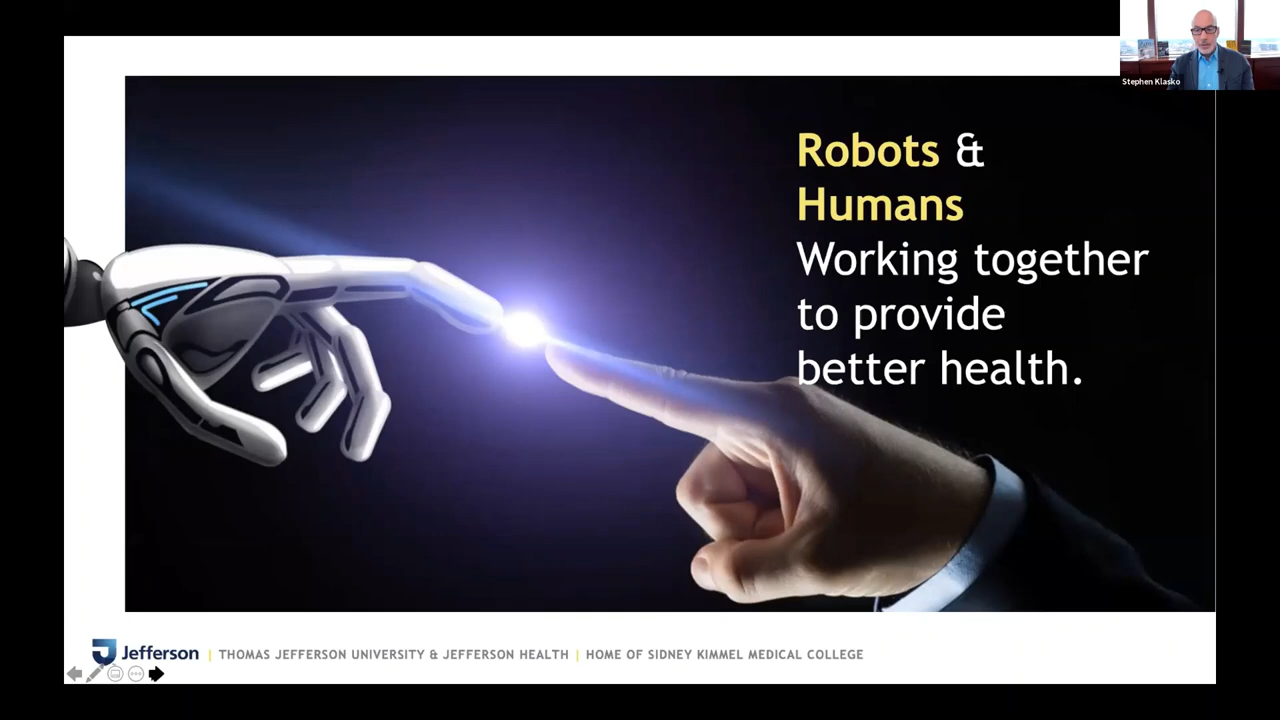 Stephen Klasko
Robots &
Humans
Working together
to provide
better health.
Jefferson | THOMAS JEFFERSON UNIVERSITY & JEFFERSON HEALTH | HOME OF SIDNEY KIMMEL MEDICAL COLLEGE